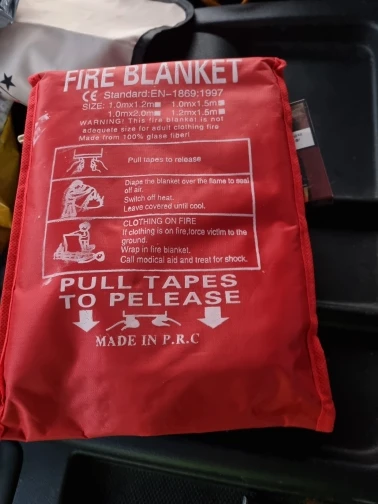 FIRE BLANKET
CE Standard:EN-1869:1997
SIZE: 1.0mx1.2m■ 1.0mx1.5m■
1.0mx2.0m■ 1.2mx1.5m■
WARNING! This fire blanket is not
adequate size for adult clothing fire
Made from 100% glass fiber!
Pull tapes to release
Diape the blanket over the flame to seal
off air.
Switch off heat.
Leave covered until cool.
CLOTHING ON FIRE
If clothing is on fire,torce victim to the
ground.
Wrap in fire blanket.
Call modical aid and treat for shock.
PULL TAPES
TO PELEASE
MADE IN P.R.C